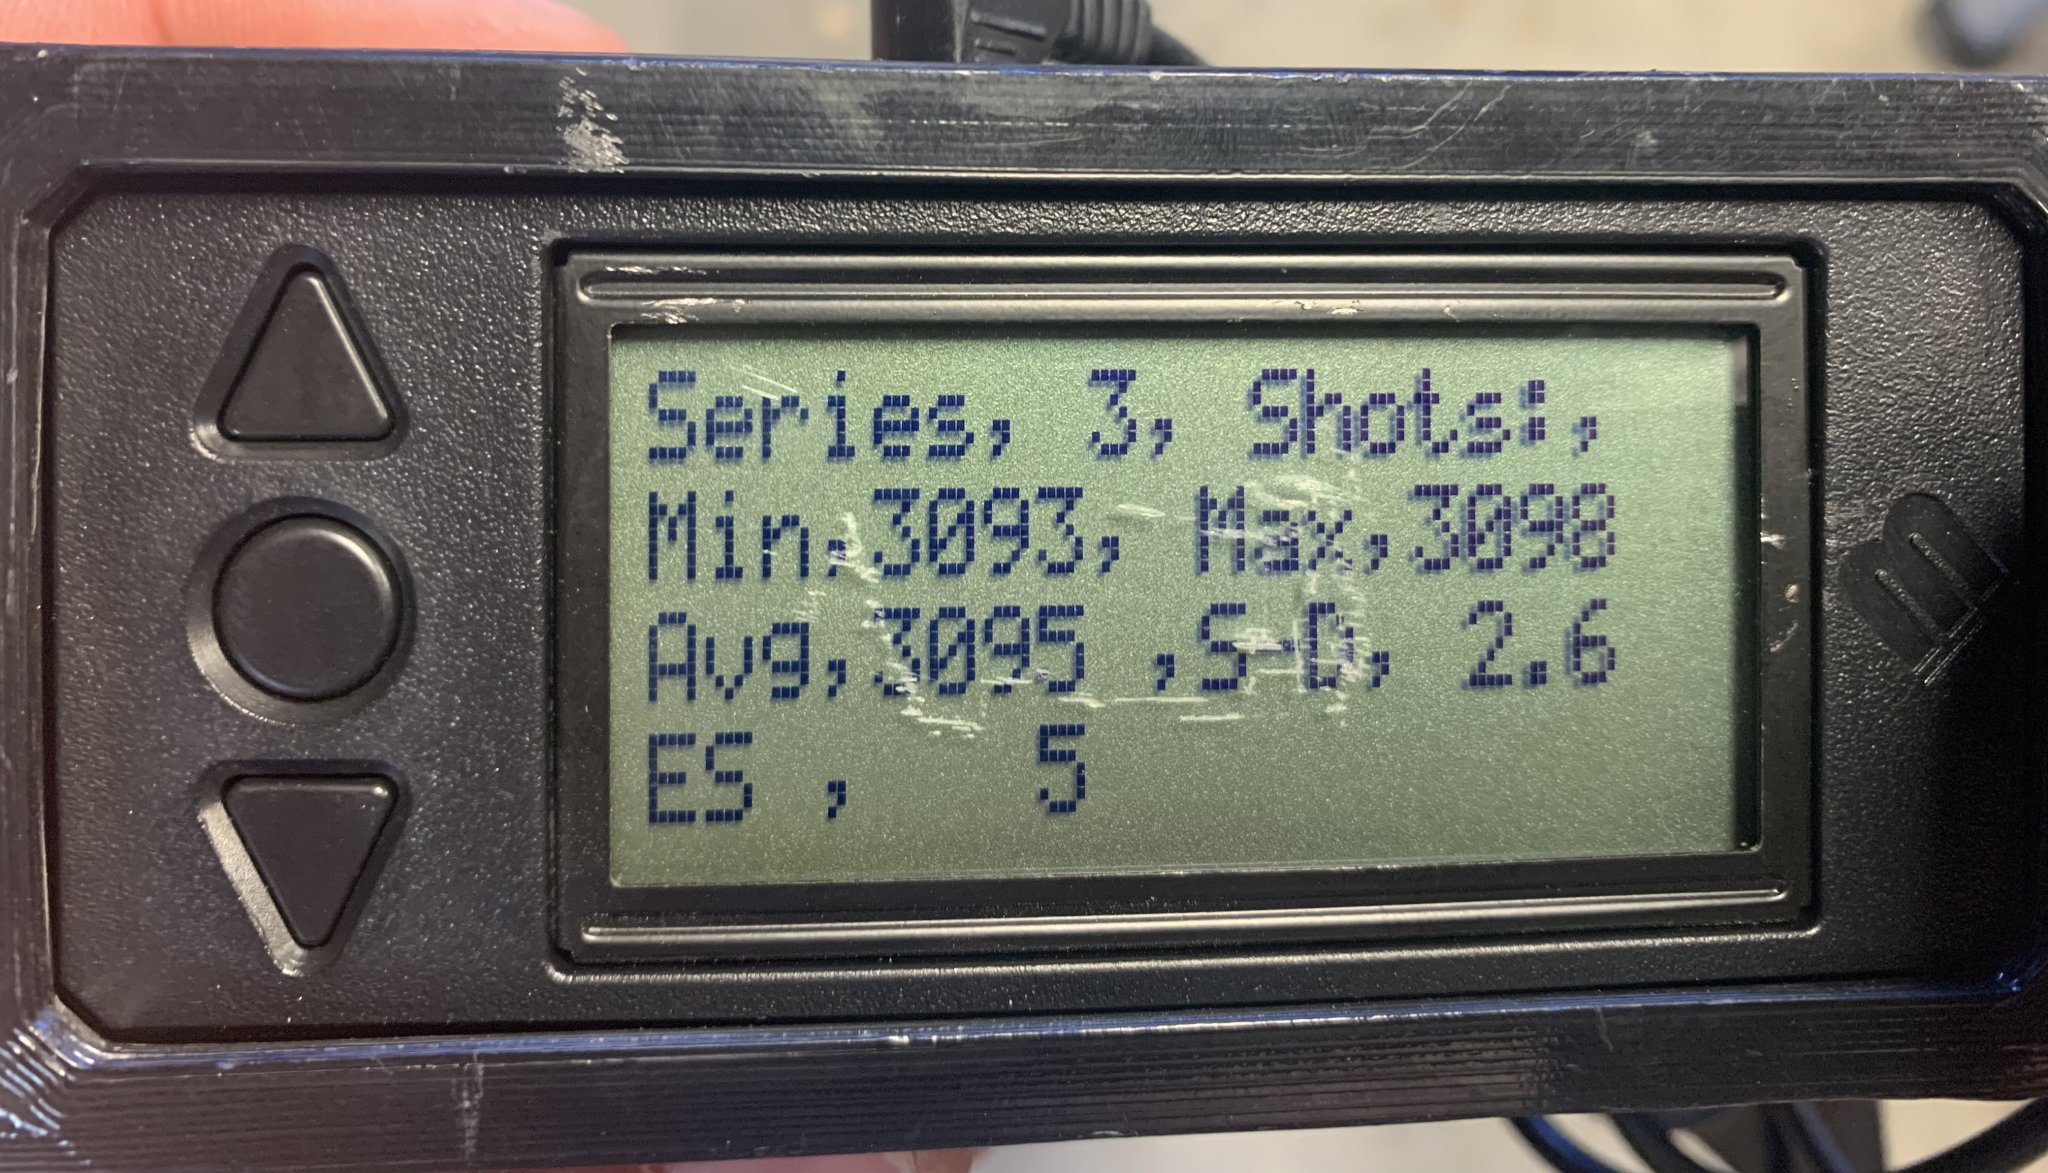 Series, 3, Shots:,
Min,3093, Max,3098
Avg,3095 ,S-D, 2.6
ES , 5